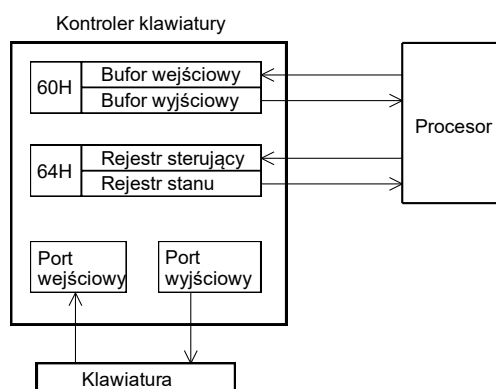 Kontroler klawiatury
60H
Bufor wejściowy
Bufor wyjściowy
Procesor
64H
Rejestr sterujący
Rejestr stanu
Port
wejściowy
Port
wyjściowy
Klawiatura